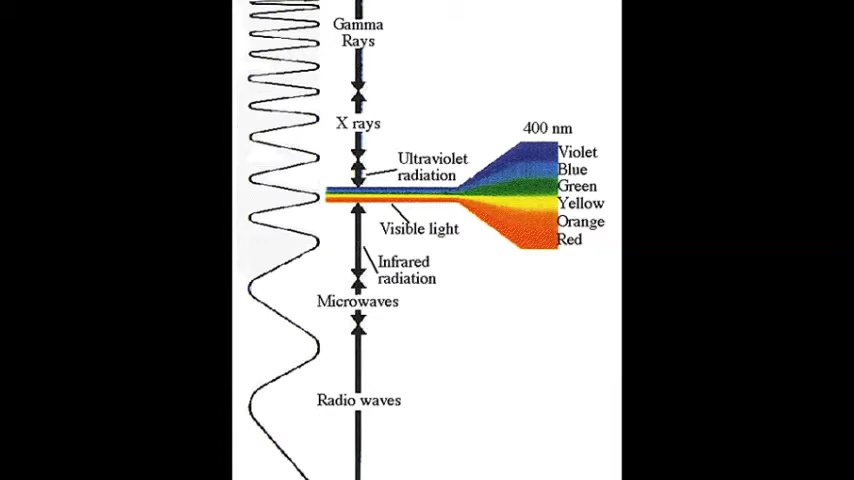 Gamma
Rays
X rays
400 nm
Ultraviolet
radiation
Violet
Blue
Green
Yellow
Orange
Red
Visible light
Infrared
radiation
Microwaves
Radio waves